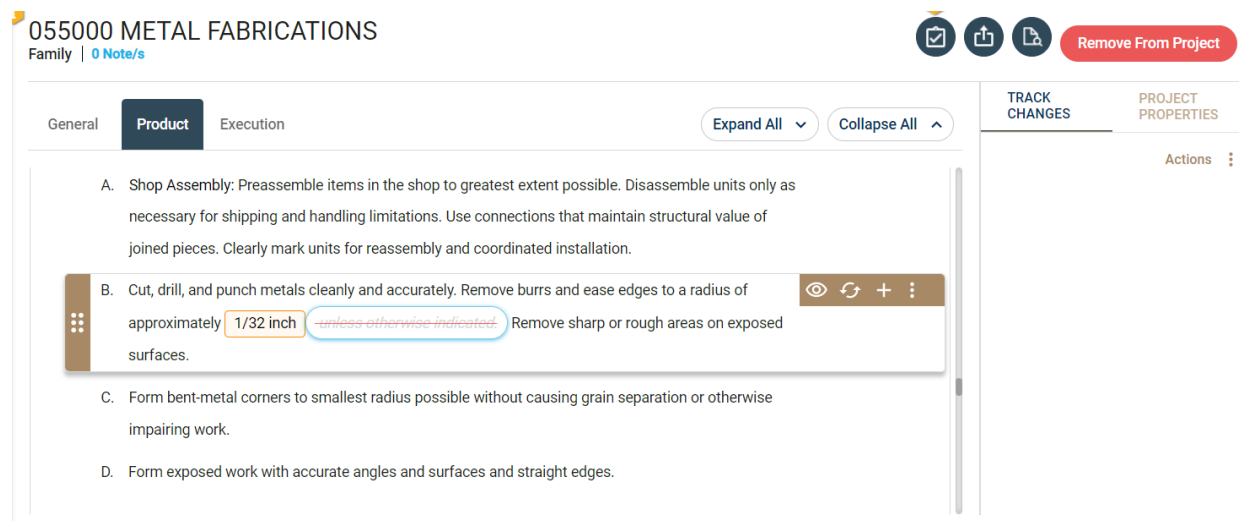 055000 METAL FABRICATIONS
Family | 0 Note/s
Remove From Project
General Product Execution
Expand All Collapse All
TRACK CHANGES
PROJECT PROPERTIES
Actions
A. Shop Assembly: Preassemble items in the shop to greatest extent possible. Disassemble units only as
necessary for shipping and handling limitations. Use connections that maintain structural value of
joined pieces. Clearly mark units for reassembly and coordinated installation.
B. Cut, drill, and punch metals cleanly and accurately. Remove burrs and ease edges to a radius of
approximately 1/32 inch unless otherwise indicated. Remove sharp or rough areas on exposed
surfaces.
C. Form bent-metal corners to smallest radius possible without causing grain separation or otherwise
impairing work.
D. Form exposed work with accurate angles and surfaces and straight edges.